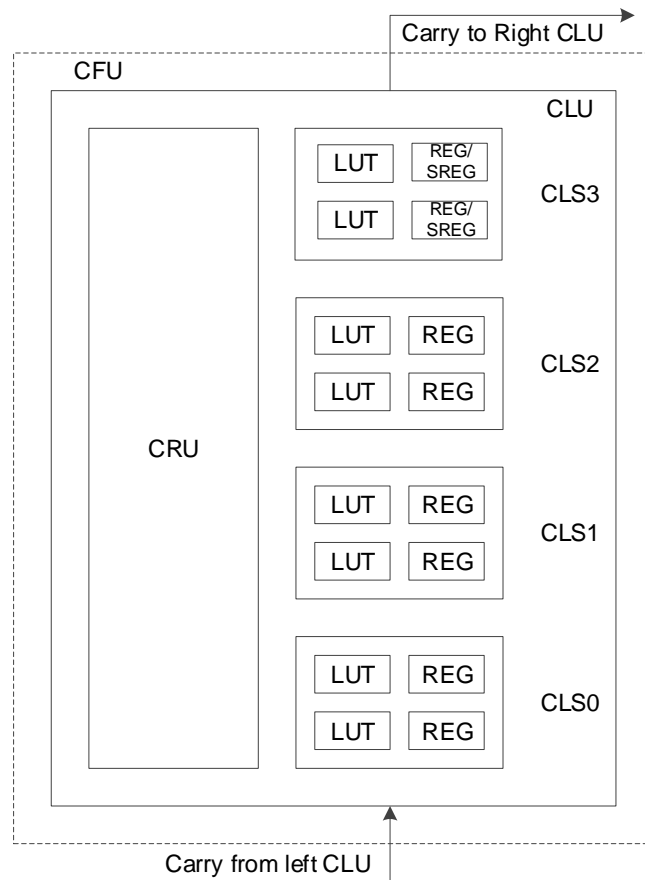 Carry to Right CLU
CFU
CLU
LUT
REG/
SREG
LUT
REG/
SREG
CLS3
LUT
REG
LUT
REG
CLS2
CRU
LUT
REG
LUT
REG
CLS1
LUT
REG
LUT
REG
CLS0
Carry from left CLU